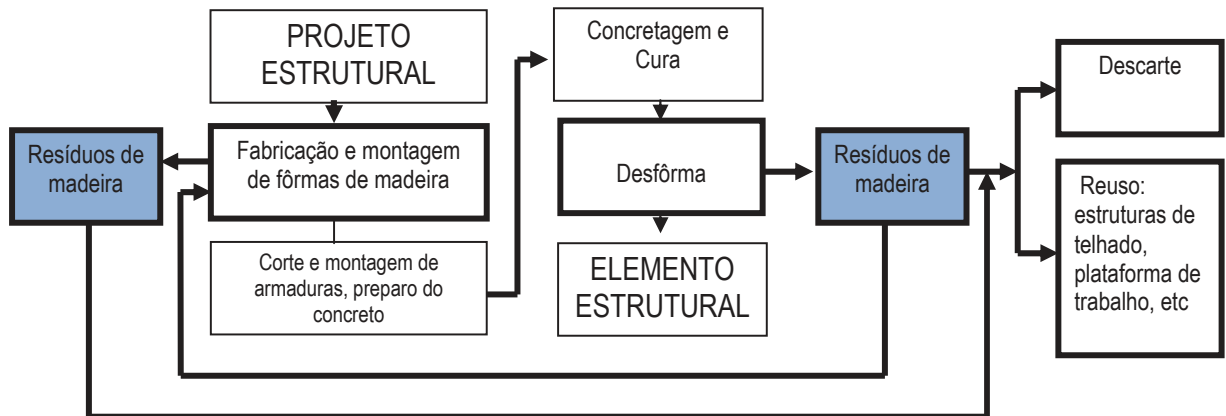 PROJETO
ESTRUTURAL
Resíduos de
madeira
Fabricação e montagem
de fôrmas de madeira
Corte e montagem de
armaduras, preparo do
concreto
Concretagem e
Cura
Desfôrma
ELEMENTO
ESTRUTURAL
Resíduos de
madeira
Descarte
Reuso:
estruturas de
telhado,
plataforma de
trabalho, etc